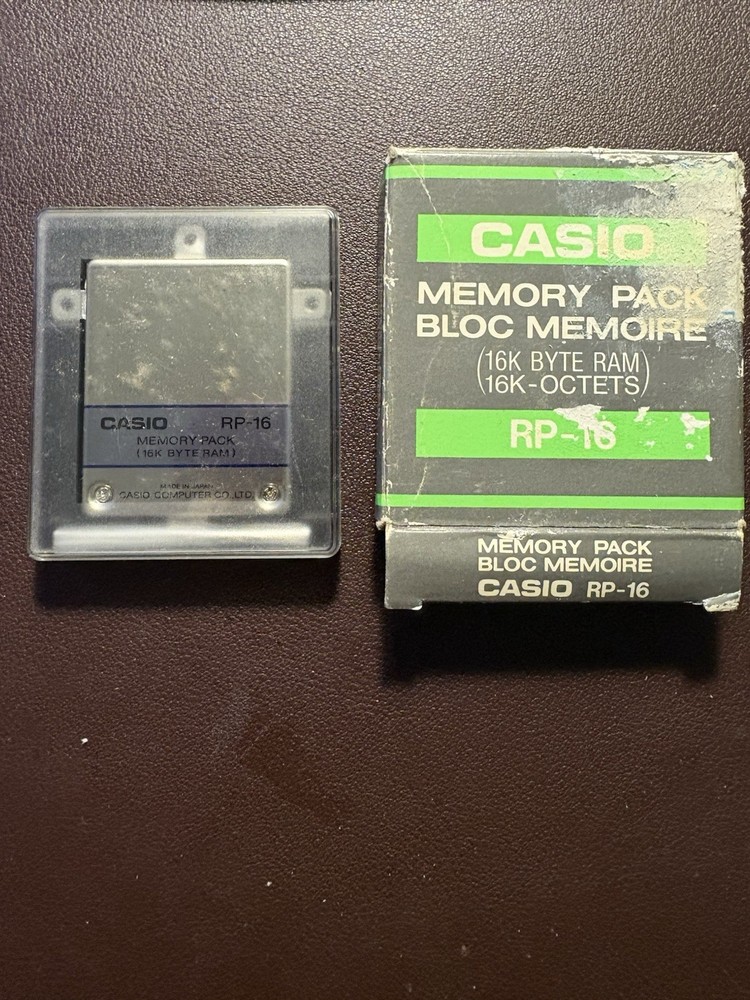 CASIO RP-16
MEMORY PACK
(16K BYTE RAM)
MADE IN JAPAN
CASIO COMPUTER CO., LTD.
CASIO
MEMORY PACK
BLOC MEMOIRE
(16K BYTE RAM)
(16K-OCTETS)
RP-16
MEMORY PACK
BLOC MEMOIRE
CASIO RP-16